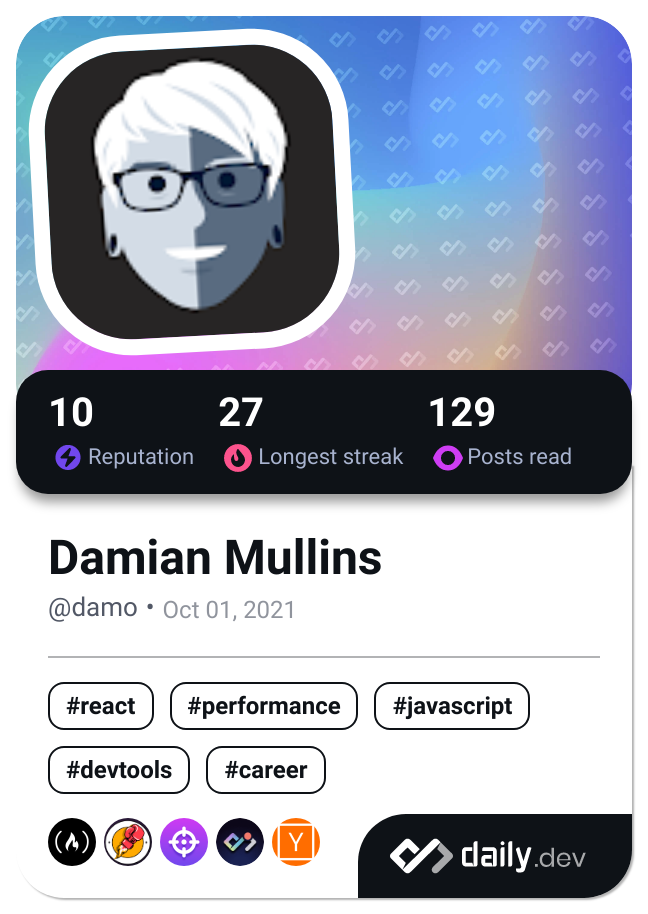 10 27 129
Reputation Longest streak Posts read
Damian Mullins
@damo • Oct 01, 2021
#react #performance #javascript
#devtools #career
Y
daily.dev